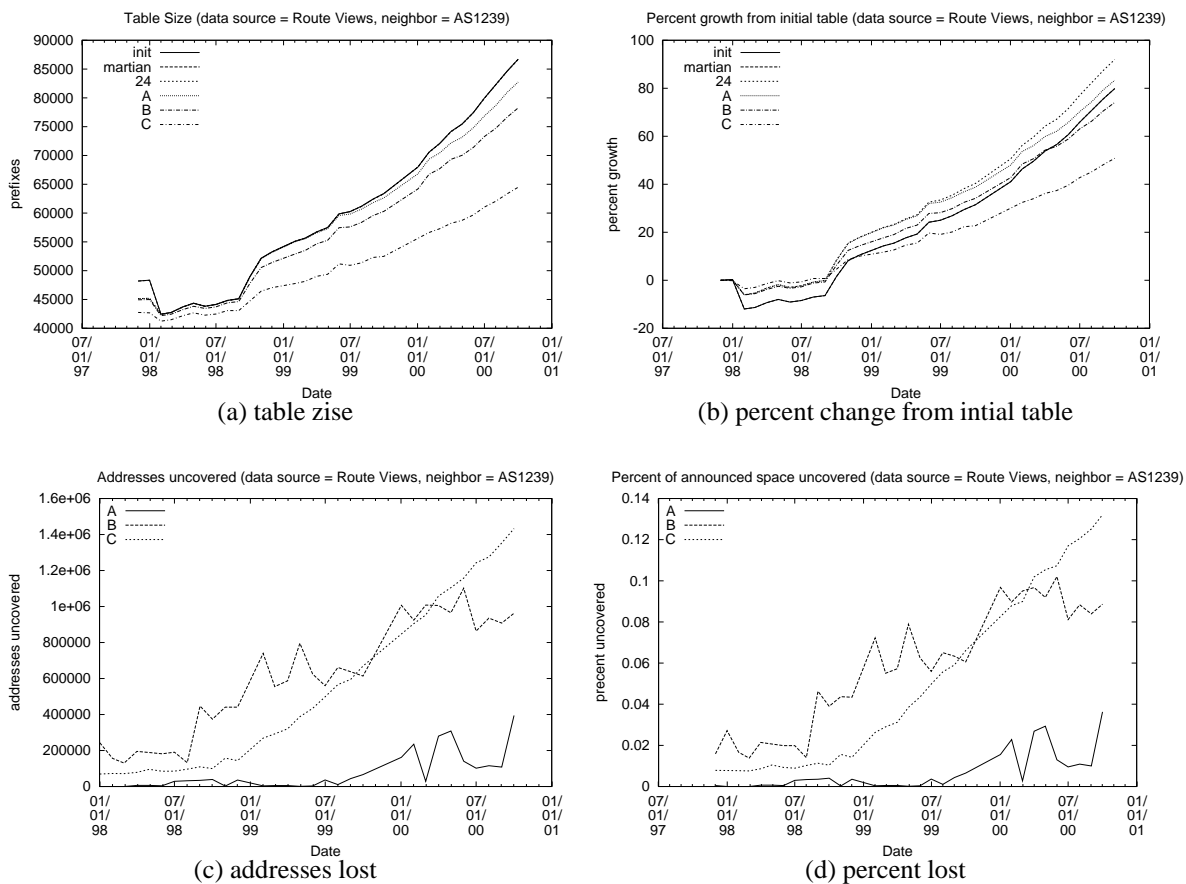 Table Size (data source = Route Views, neighbor = AS1239)
90000
85000
80000
75000
70000
65000
60000
55000
50000
45000
40000
prefixes
init
martian
24
A
B
C
07/ 01/ 07/ 01/ 07/ 01/ 07/ 01/
01/ 01/ 01/ 01/ 01/ 01/ 01/ 01/
97 98 98 99 99 00 00 01
Date
(a) table zise
Percent growth from initial table (data source = Route Views, neighbor = AS1239)
100
80
60
40
20
0
-20
percent growth
init
martian
24
A
B
C
07/ 01/ 07/ 01/ 07/ 01/ 07/ 01/
01/ 01/ 01/ 01/ 01/ 01/ 01/ 01/
97 98 98 99 99 00 00 01
Date
(b) percent change from intial table
Addresses uncovered (data source = Route Views, neighbor = AS1239)
1.6e+06
1.4e+06
1.2e+06
1e+06
800000
600000
400000
200000
0
addresses uncovered
A
B
C
01/ 07/ 01/ 07/ 01/ 07/ 01/
01/ 01/ 01/ 01/ 01/ 01/ 01/
98 98 99 99 00 00 01
Date
(c) addresses lost
Percent of announced space uncovered (data source = Route Views, neighbor = AS1239)
0.14
0.12
0.1
0.08
0.06
0.04
0.02
0
precent uncovered
A
B
C
07/ 01/ 07/ 01/ 07/ 01/ 07/ 01/
01/ 01/ 01/ 01/ 01/ 01/ 01/ 01/
97 98 98 99 99 00 00 01
Date
(d) percent lost